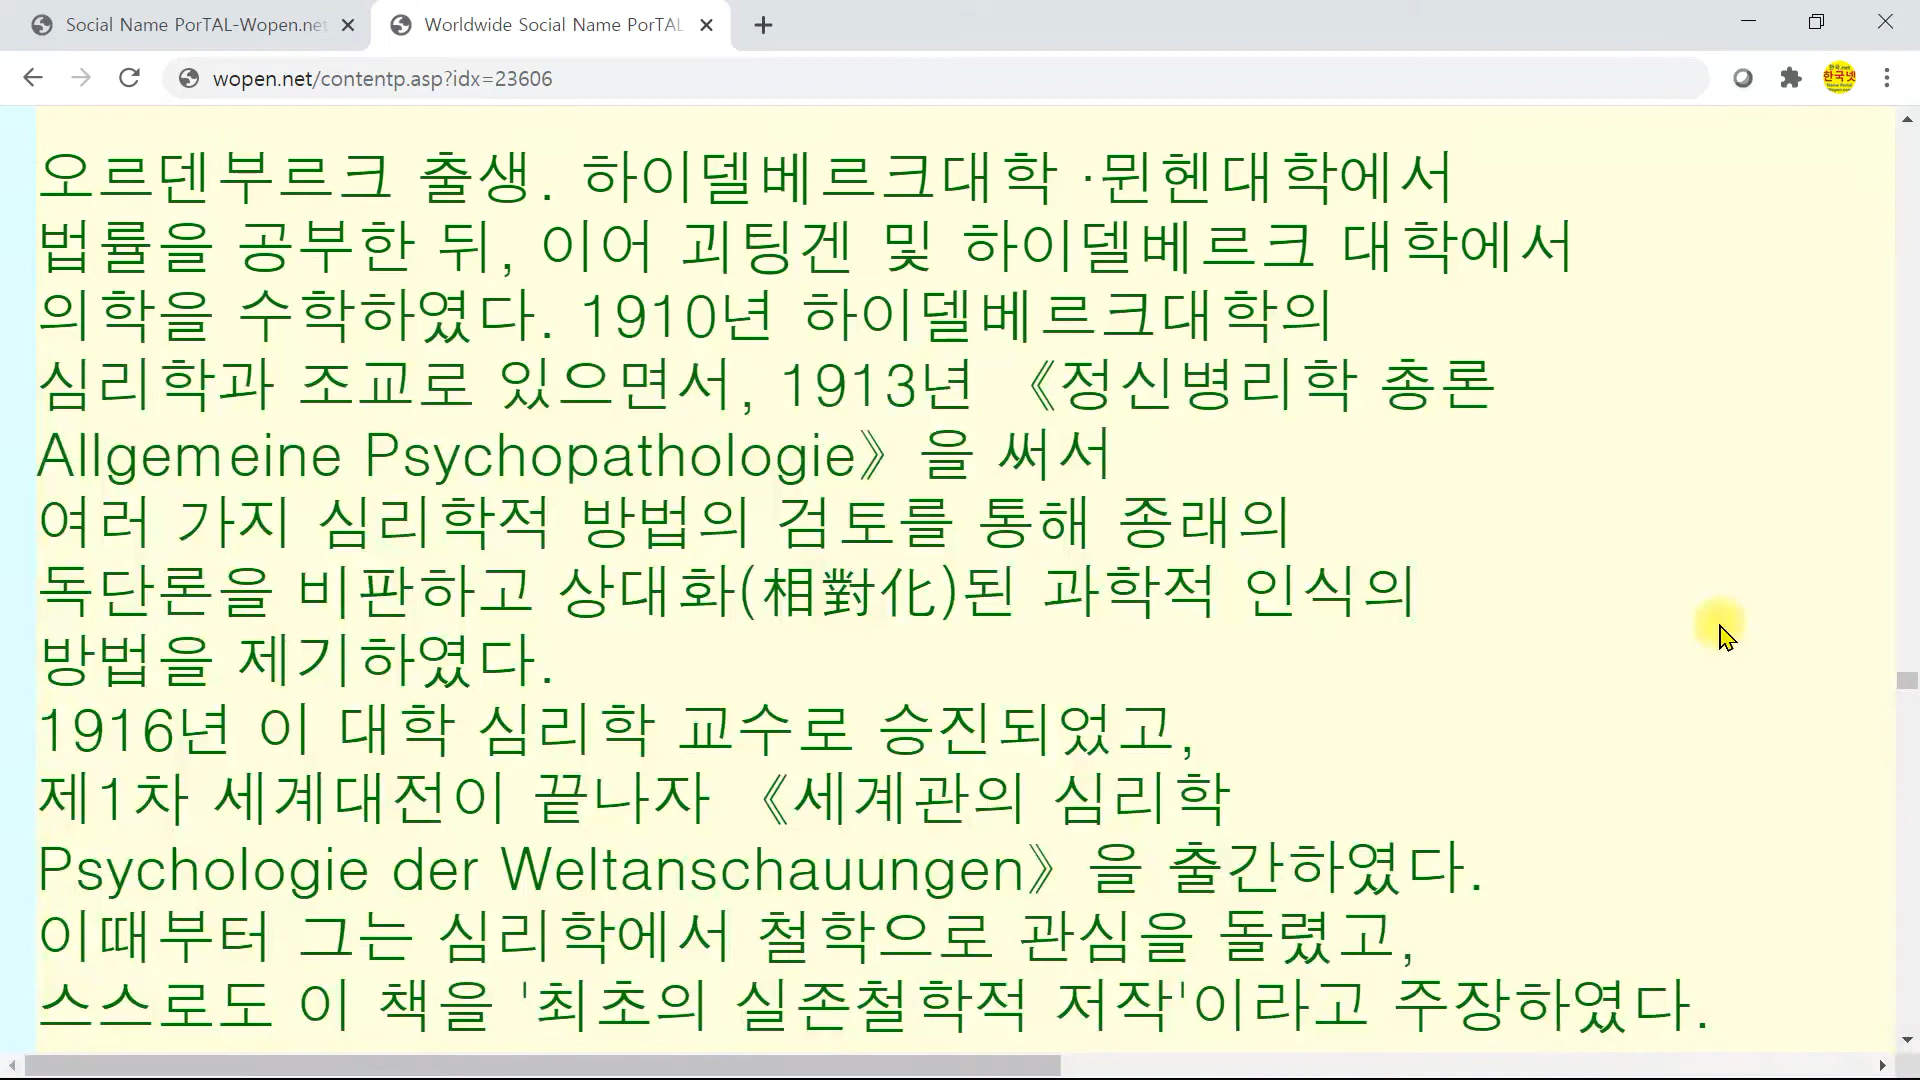 Social Name PorTAL-Wopen.net
Worldwide Social Name PorTAL
wopen.net/contentp.asp?idx=23606
한국넷
오르덴부르크 출생. 하이델베르크대학 ·뮌헨대학에서
법률을 공부한 뒤, 이어 괴팅겐 및 하이델베르크 대학에서
의학을 수학하였다. 1910년 하이델베르크대학의
심리학과 조교로 있으면서, 1913년 《정신병리학 총론
Allgemeine Psychopathologie》을 써서
여러 가지 심리학적 방법의 검토를 통해 종래의
독단론을 비판하고 상대화(相對化)된 과학적 인식의
방법을 제기하였다.
1916년 이 대학 심리학 교수로 승진되었고,
제1차 세계대전이 끝나자 《세계관의 심리학
Psychologie der Weltanschauungen》을 출간하였다.
이때부터 그는 심리학에서 철학으로 관심을 돌렸고,
스스로도 이 책을 '최초의 실존철학적 저작'이라고 주장하였다.